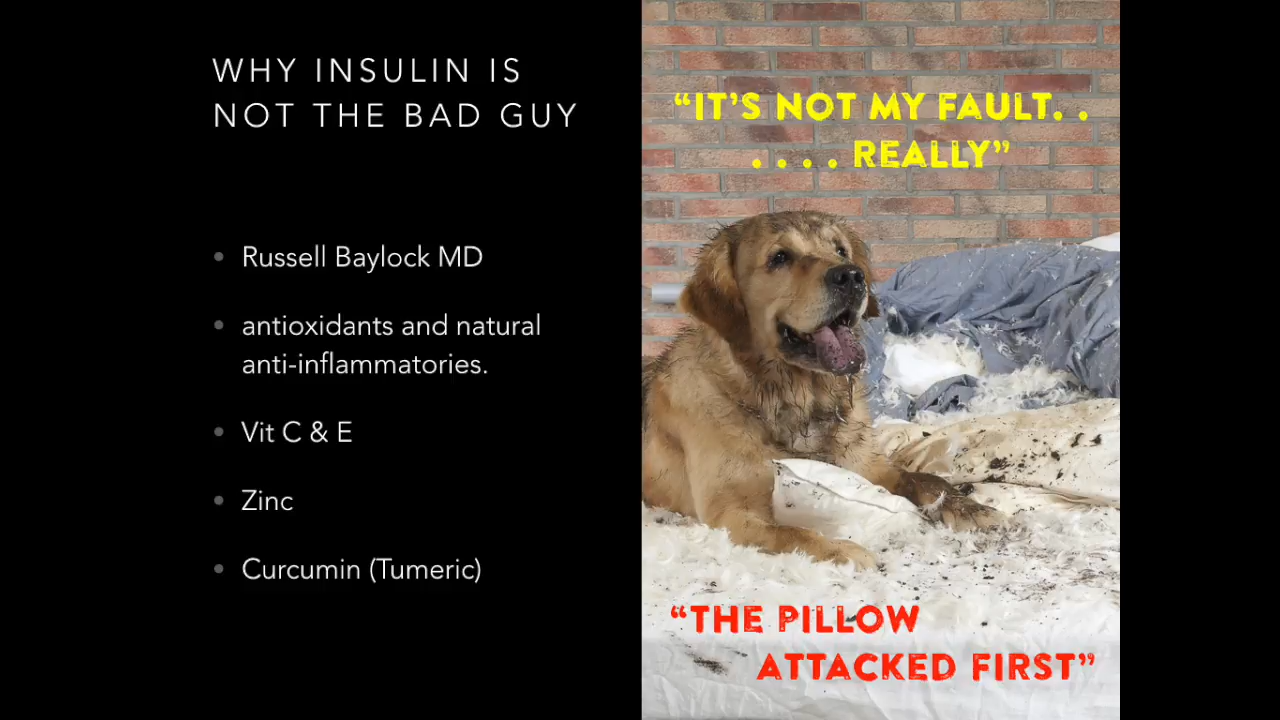 WHY INSULIN IS
NOT THE BAD GUY
• Russell Baylock MD
• antioxidants and natural
anti-inflammatories.
• Vit C & E
• Zinc
• Curcumin (Tumeric)
“IT’S NOT MY FAULT. .
. . . . REALLY”
“THE PILLOW
ATTACKED FIRST”